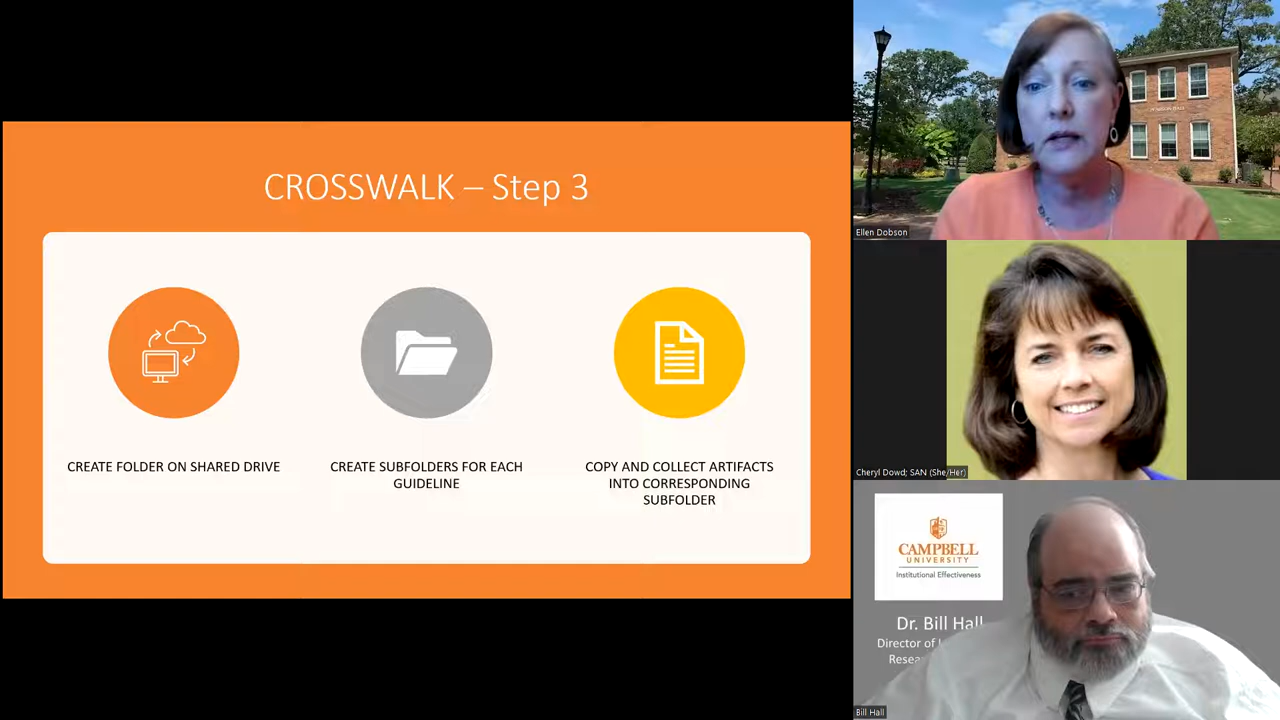 CROSSWALK – Step 3
CREATE FOLDER ON SHARED DRIVE
CREATE SUBFOLDERS FOR EACH
GUIDELINE
COPY AND COLLECT ARTIFACTS
INTO CORRESPONDING
SUBFOLDER
Ellen Dobson
Cheryl Dowd; SAN (She/Her)
CAMPBELL
UNIVERSITY
Institutional Effectiveness
Dr. Bill Hall
Director of
Bill Hall